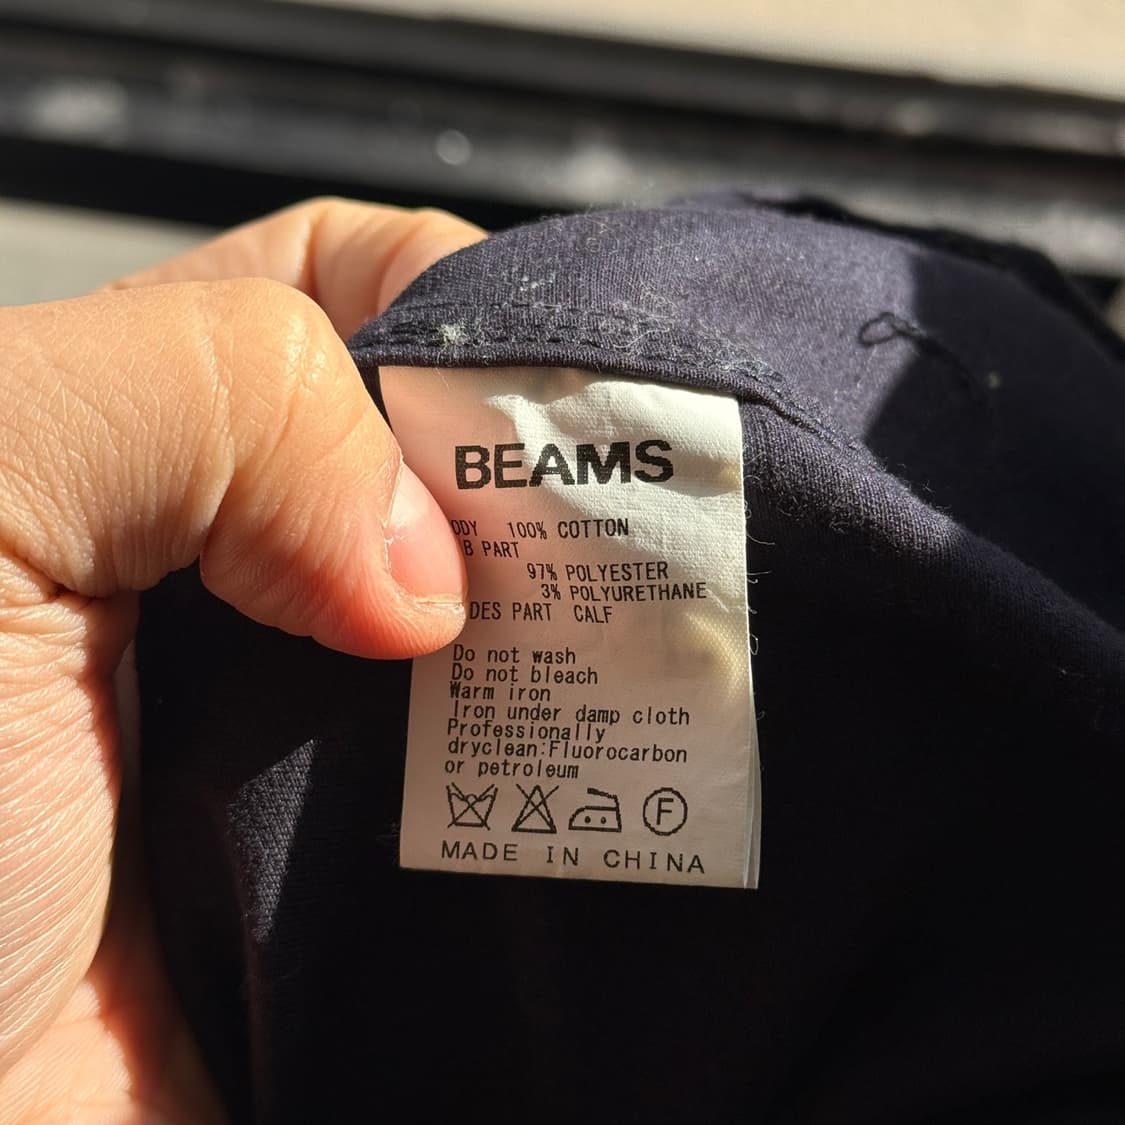 BEAMS
ODY 100% COTTON
B PART
97% POLYESTER
3% POLYURETHANE
DES PART CALF
Do not wash
Do not bleach
Warm iron
Iron under damp cloth
Professionally
dryclean:Fluorocarbon
or petroleum
F
MADE IN CHINA